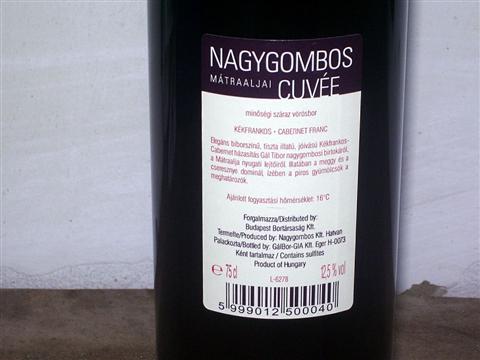 NAGYGOMBOS
MÁTRAALJAI CUVÉE
minőségi száraz vörösbor
KÉKFRANKOS • CABERNET FRANC
Elegáns bíborszínű, tiszta illatú, jóivású Kékfrankos-
Cabernet házasítás Gál Tibor nagygombosi birtokáról,
a Mátraalja nyugati lejtőiről. Illatában a meggy és a
cseresznye dominál, ízében a piros gyümölcsök a
meghatározók.
Ajánlott fogyasztási hőmérséklet: 16°C
Forgalmazza/Distributed by:
Budapest Bortársaság Kft.
Termelte/Produced by: Nagygombos Kft. Hatvan
Palackozta/Bottled by: GálBor-GIA Kft. Eger H-0073
Ként tartalmaz / Contains sulfites
Product of Hungary
℮ 75 cl 12,5 % vol
L-6278
5 999012 500040